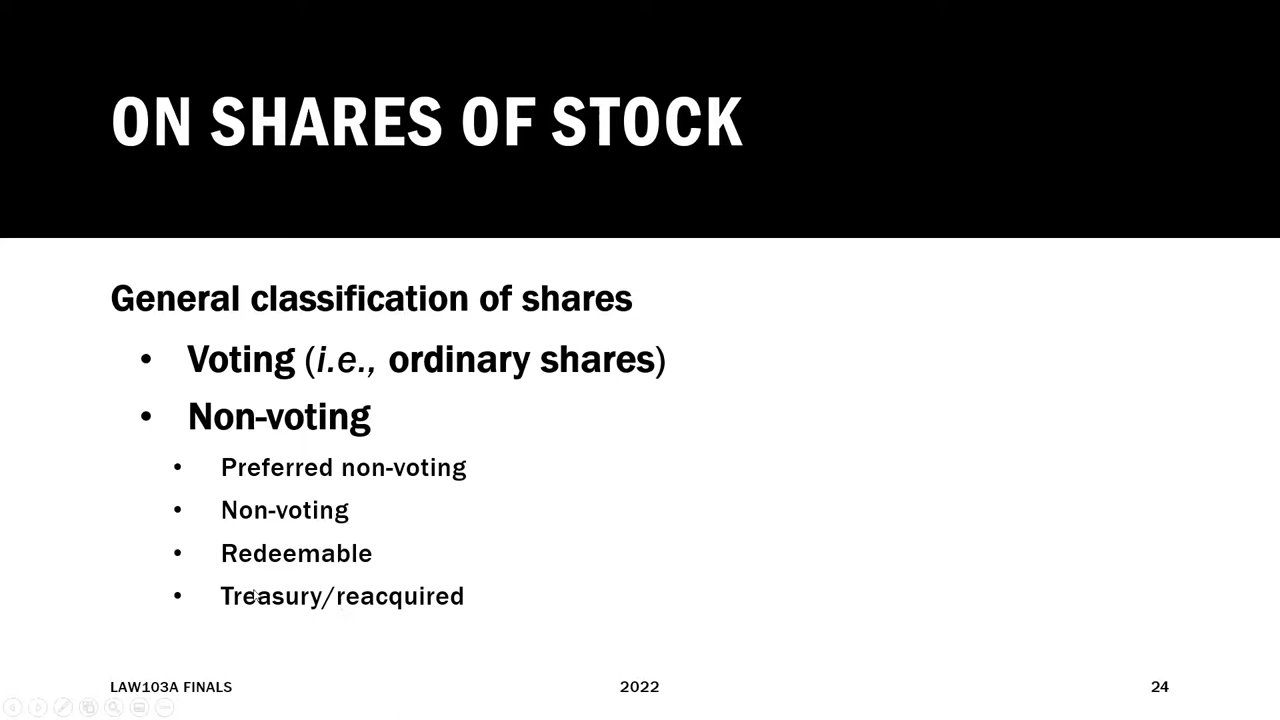 ON SHARES OF STOCK
General classification of shares
• Voting (i.e., ordinary shares)
• Non-voting
• Preferred non-voting
• Non-voting
• Redeemable
• Treasury/reacquired
LAW103A FINALS
2022
24